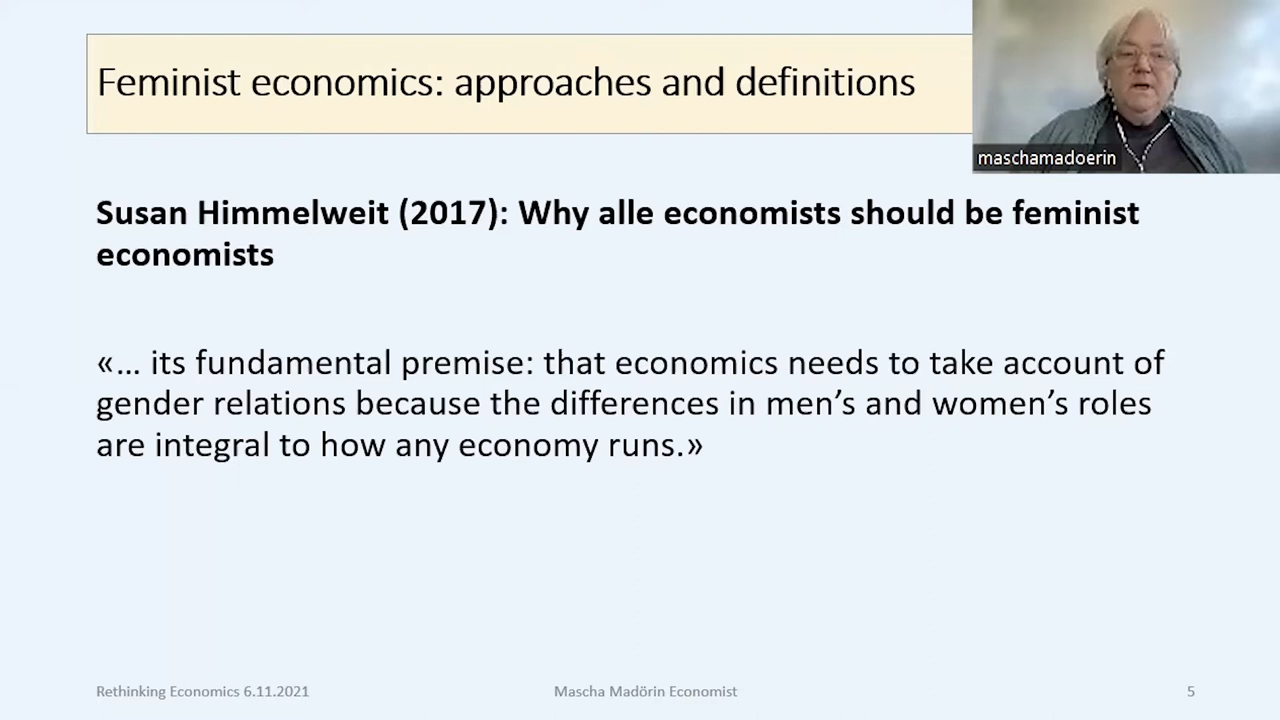 Feminist economics: approaches and definitions
maschamadoerin
Susan Himmelweit (2017): Why alle economists should be feminist
economists
«… its fundamental premise: that economics needs to take account of
gender relations because the differences in men’s and women’s roles
are integral to how any economy runs.»
Rethinking Economics 6.11.2021
Mascha Madörin Economist
5